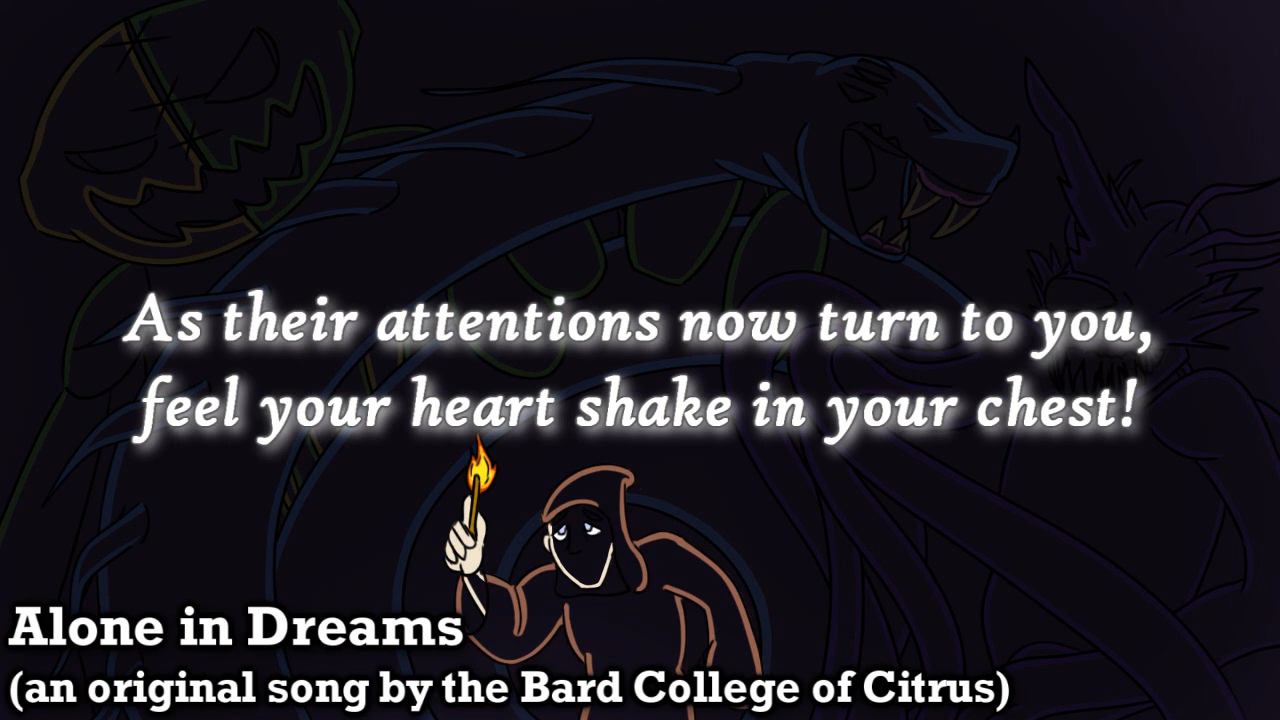 As their attentions now turn to you,
feel your heart shake in your chest!
Alone in Dreams
(an original song by the Bard College of Citrus)